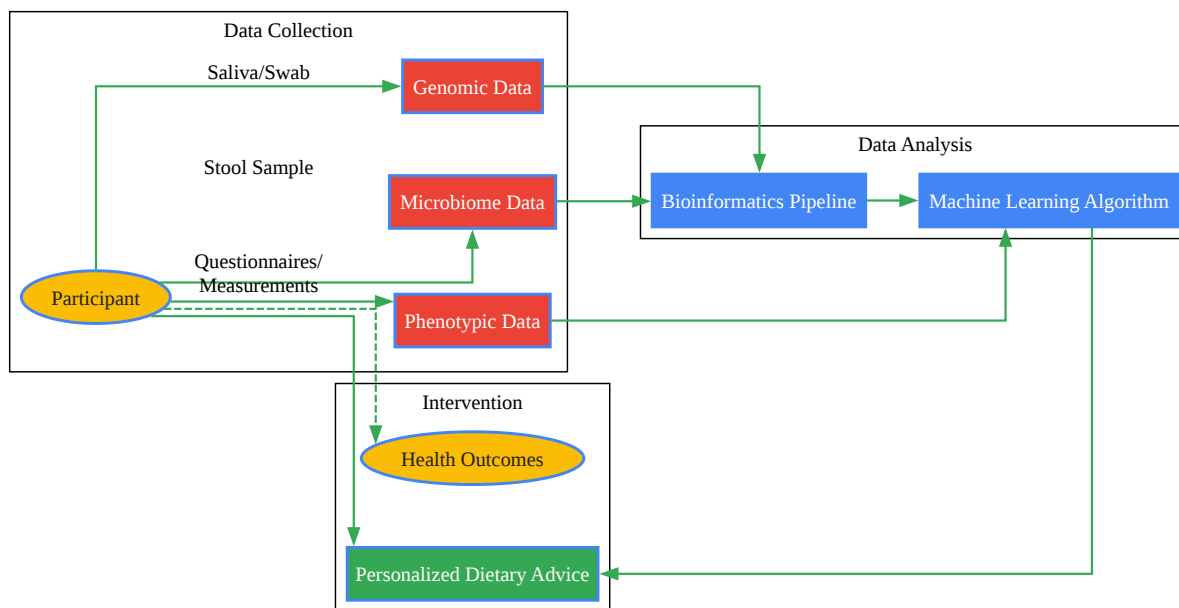 Data Collection
Saliva/Swab
Genomic Data
Data Analysis
Stool Sample
Microbiome Data
Bioinformatics Pipeline
Machine Learning Algorithm
Questionnaires/
Measurements
Participant
Phenotypic Data
Intervention
Health Outcomes
Personalized Dietary Advice